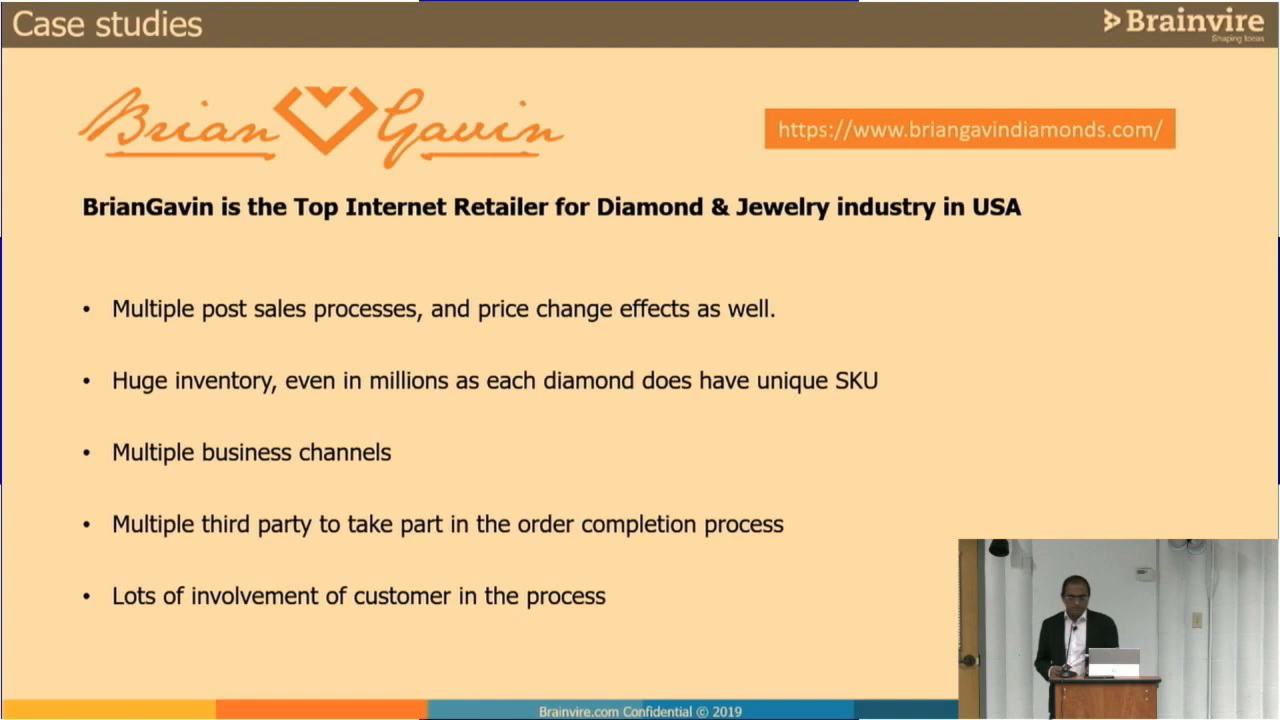 Case studies
Brainvire
Shaping Ideas
Brian Gavin
https://www.briangavindiamonds.com/
BrianGavin is the Top Internet Retailer for Diamond & Jewelry industry in USA
• Multiple post sales processes, and price change effects as well.
• Huge inventory, even in millions as each diamond does have unique SKU
• Multiple business channels
• Multiple third party to take part in the order completion process
• Lots of involvement of customer in the process
Brainvire.com Confidential © 2019